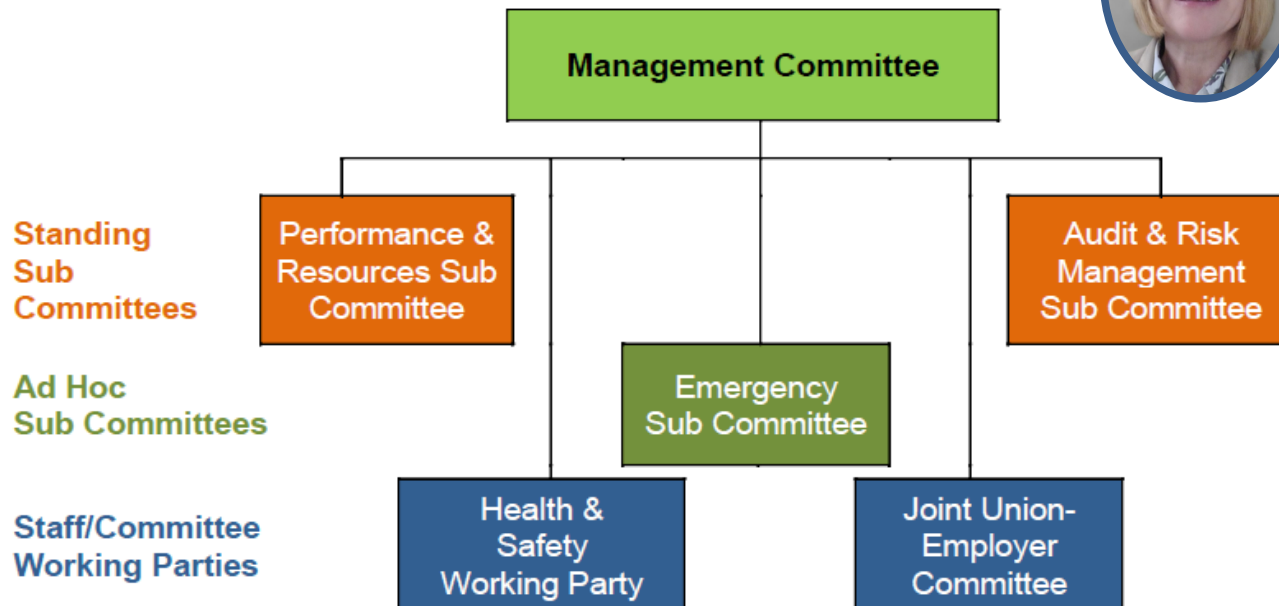 Management Committee
Standing
Sub
Committees
Performance &
Resources Sub
Committee
Audit & Risk
Management
Sub Committee
Ad Hoc
Sub Committees
Emergency
Sub Committee
Staff/Committee
Working Parties
Health &
Safety
Working Party
Joint Union-
Employer
Committee